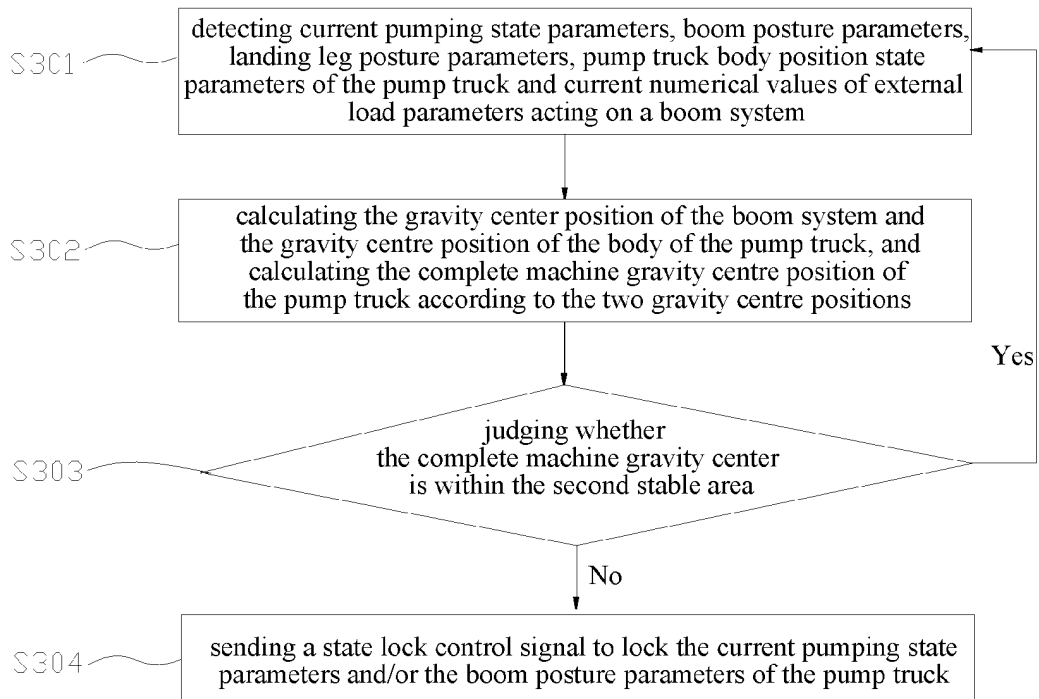 S301
detecting current pumping state parameters, boom posture parameters,
landing leg posture parameters, pump truck body position state
parameters of the pump truck and current numerical values of external
load parameters acting on a boom system
S302
calculating the gravity center position of the boom system and
the gravity centre position of the body of the pump truck, and
calculating the complete machine gravity centre position of
the pump truck according to the two gravity centre positions
Yes
S303
judging whether
the complete machine gravity center
is within the second stable area
No
S304
sending a state lock control signal to lock the current pumping state
parameters and/or the boom posture parameters of the pump truck